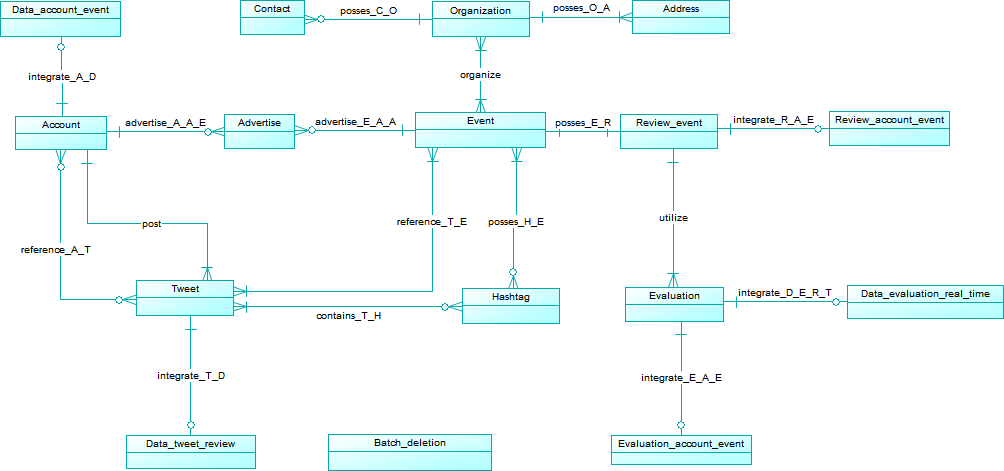 Data_account_event
Contact
posses_C_O
Organization
posses_O_A
Address
integrate_A_D
organize
Account
advertise_A_A_E
Advertise
advertise_E_A_A
Event
posses_E_R
Review_event
integrate_R_A_E
Review_account_event
reference_A_T
post
reference_T_E
posses_H_E
utilize
Tweet
Hashtag
contains_T_H
Evaluation
integrate_D_E_R_T
Data_evaluation_real_time
integrate_T_D
integrate_E_A_E
Data_tweet_review
Batch_deletion
Evaluation_account_event